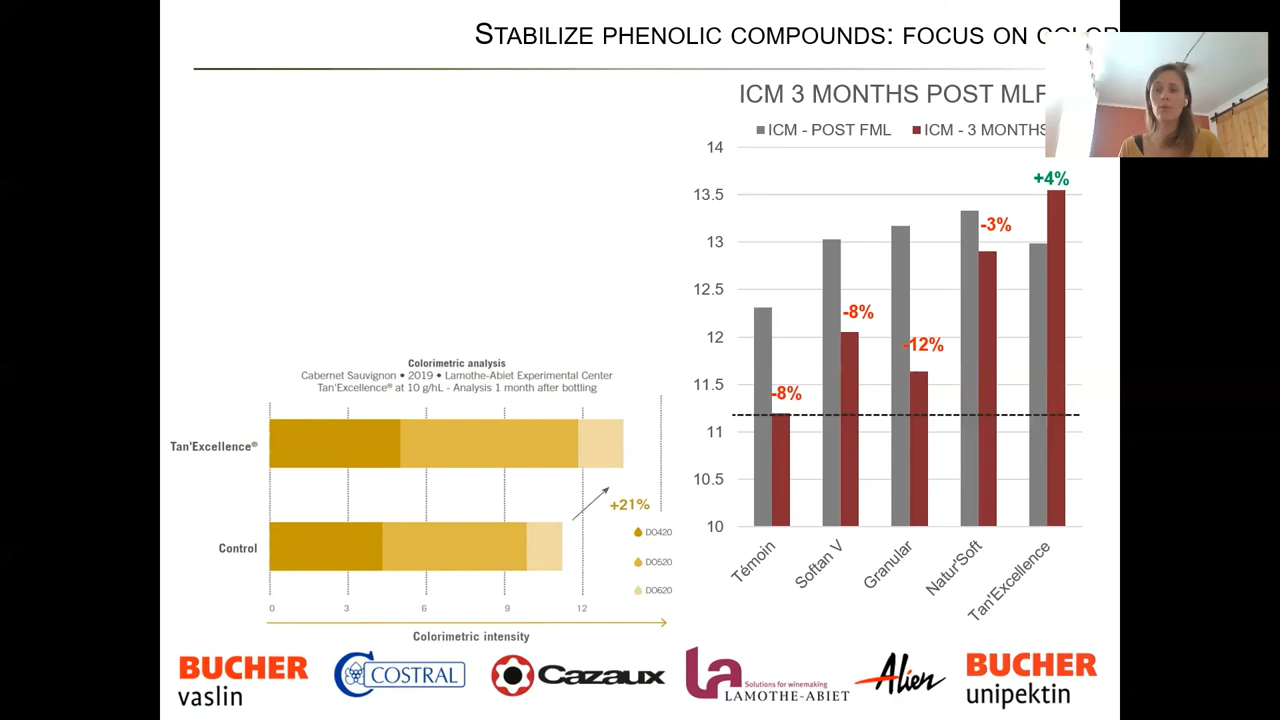 STABILIZE PHENOLIC COMPOUNDS: FOCUS ON COLOR
ICM 3 MONTHS POST MLF
ICM - POST FML
ICM - 3 MONTHS
14
13.5
13
12.5
12
11.5
11
10.5
10
-8%
-8%
-12%
-3%
+4%
Témoin
Softan V
Granular
Natur'Soft
Tan'Excellence
Colorimetric analysis
Cabernet Sauvignon • 2019 • Lamothe-Abiet Experimental Center
Tan'Excellence® at 10 g/hL - Analysis 1 month after bottling
Tan'Excellence®
+21%
Control
DO420
DO520
DO620
0 3 6 9 12
Colorimetric intensity
BUCHER
vaslin
COSTRAL
Cazaux
La
Solutions for winemaking
LAMOTHE-ABIET
Alien
BUCHER
unipektin